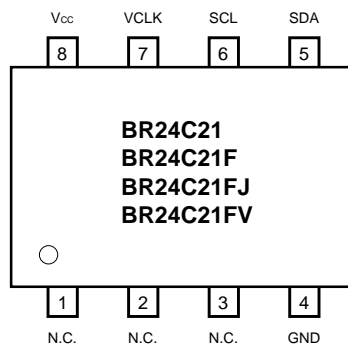 Vcc VCLK SCL SDA
8 7 6 5
BR24C21
BR24C21F
BR24C21FJ
BR24C21FV
1 2 3 4
N.C. N.C. N.C. GND